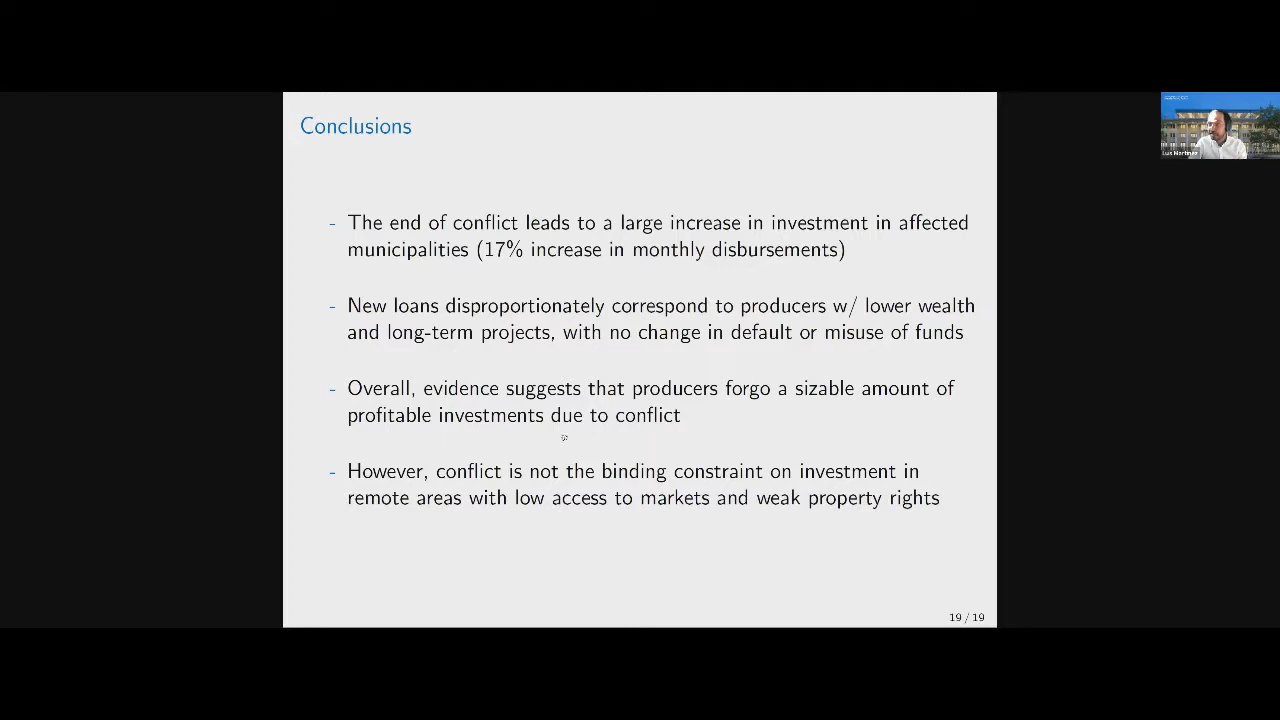 Conclusions
Luis Martinez
- The end of conflict leads to a large increase in investment in affected
municipalities (17% increase in monthly disbursements)
- New loans disproportionately correspond to producers w/ lower wealth
and long-term projects, with no change in default or misuse of funds
- Overall, evidence suggests that producers forgo a sizable amount of
profitable investments due to conflict
- However, conflict is not the binding constraint on investment in
remote areas with low access to markets and weak property rights
19 / 19